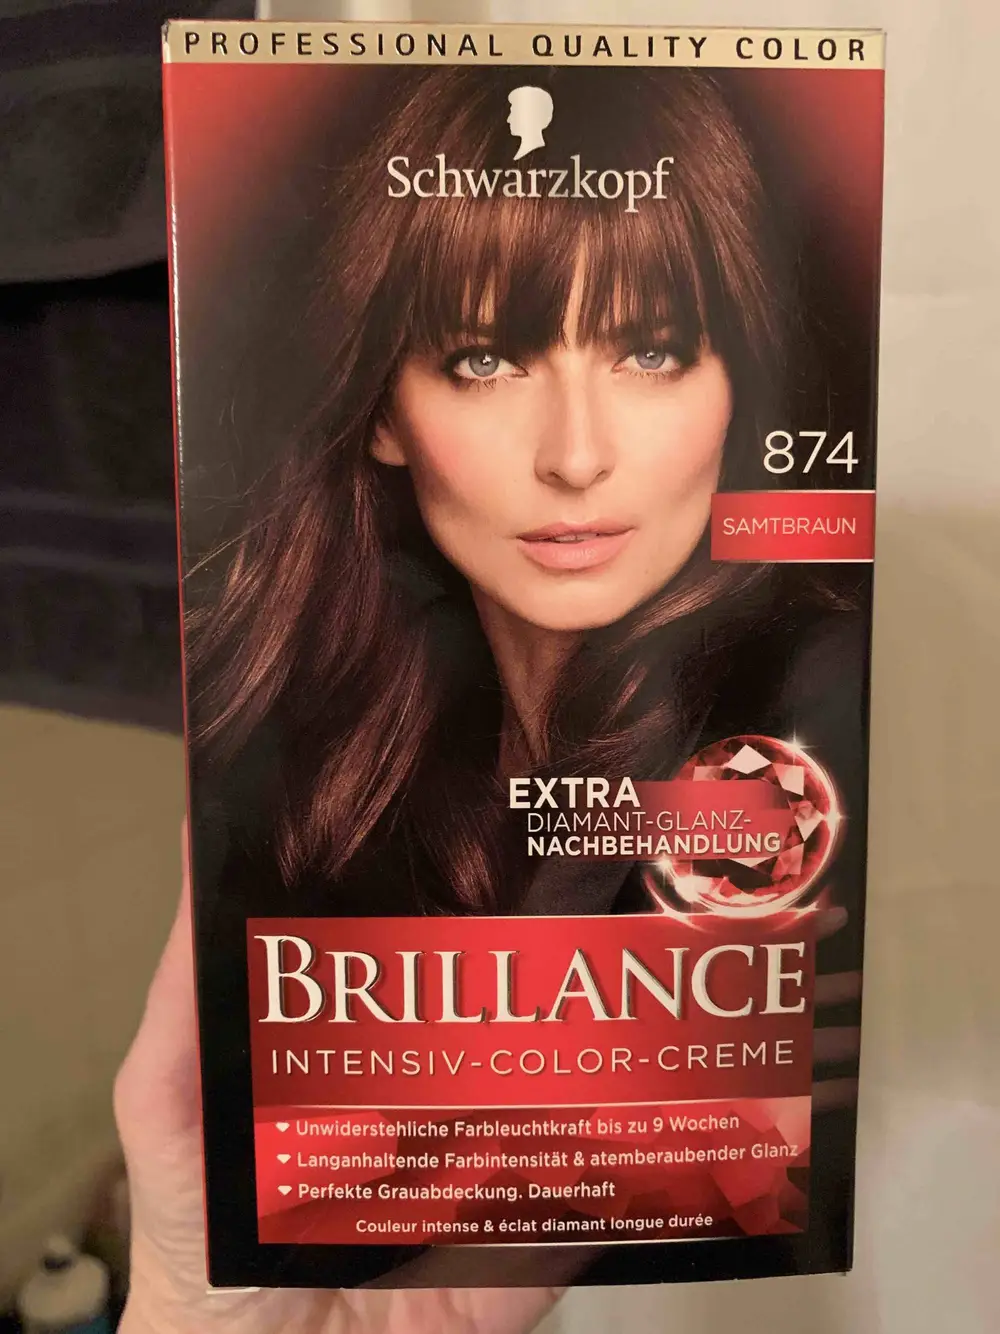 PROFESSIONAL QUALITY COLOR
Schwarzkopf
874
SAMTBRAUN
EXTRA
DIAMANT-GLANZ-
NACHBEHANDLUNG
BRILLANCE
INTENSIV-COLOR-CREME
Unwiderstehliche Farbleuchtkraft bis zu 9 Wochen
Langanhaltende Farbintensität & atemberaubender Glanz
Perfekte Grauabdeckung. Dauerhaft
Couleur intense & éclat diamant longue durée